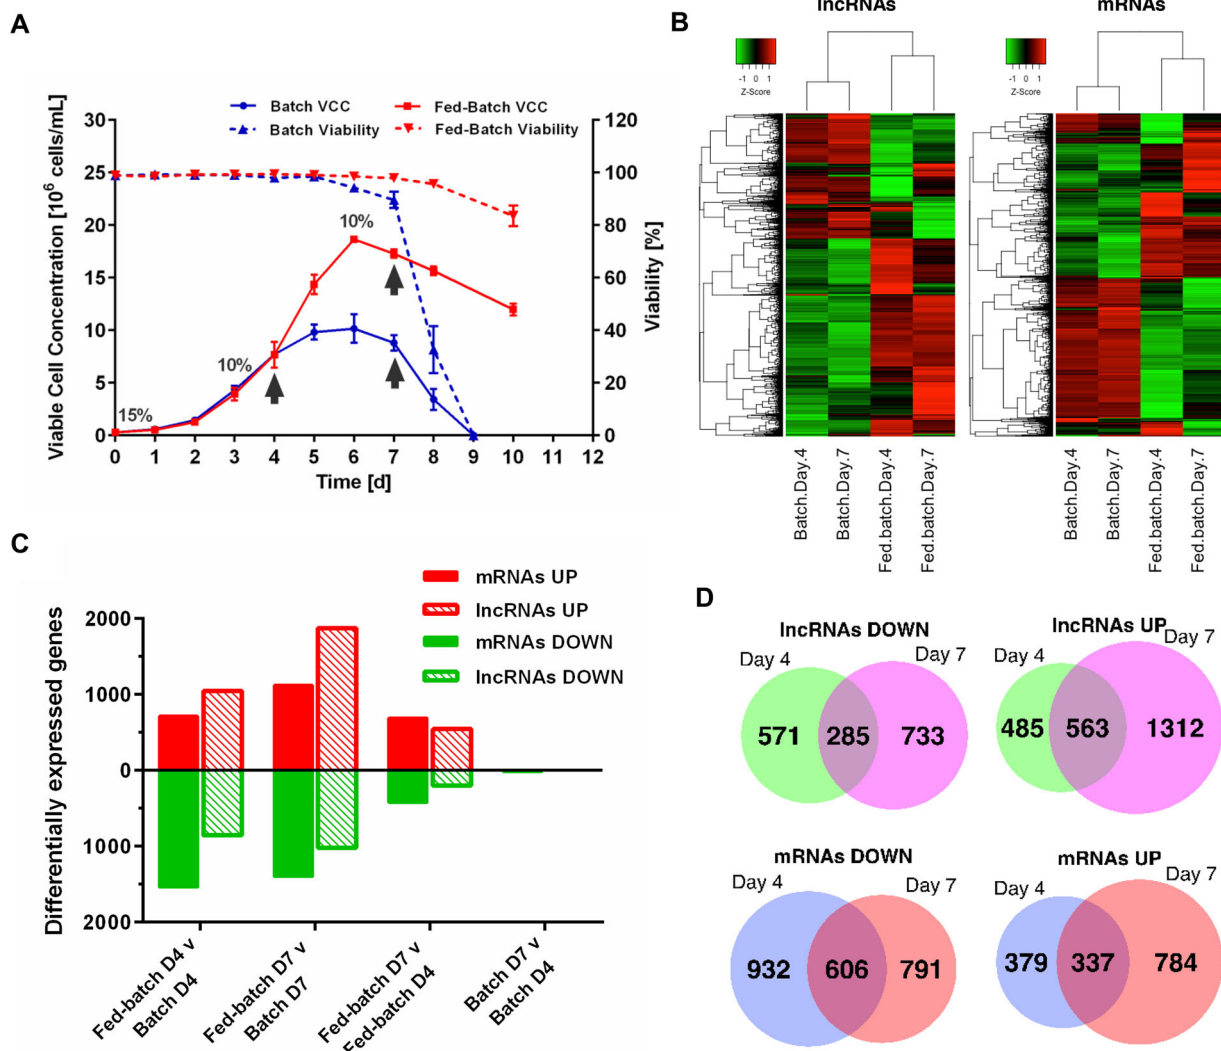 A
Batch VCC
Fed-Batch VCC
Batch Viability
Fed-Batch Viability
Viable Cell Concentration [10^6 cells/mL]
30
25
20
15
10
5
0
120
100
80
60
40
20
0
Viability [%]
15%
10%
10%
0 1 2 3 4 5 6 7 8 9 10 11 12
Time [d]
B
lncRNAs
mRNAs
-1 0 1
Z-Score
-1 0 1
Z-Score
Batch.Day.4
Batch.Day.7
Fed.batch.Day.4
Fed.batch.Day.7
Batch.Day.4
Batch.Day.7
Fed.batch.Day.4
Fed.batch.Day.7
C
mRNAs UP
lncRNAs UP
mRNAs DOWN
lncRNAs DOWN
Differentially expressed genes
2000
1000
0
1000
2000
Fed-batch D4 v
Batch D4
Fed-batch D7 v
Batch D7
Fed-batch D7 v
Fed-batch D4
Batch D7 v
Batch D4
D
lncRNAs DOWN
Day 4
Day 7
571 285 733
lncRNAs UP
Day 4
Day 7
485 563 1312
mRNAs DOWN
Day 4
Day 7
932 606 791
mRNAs UP
Day 4
Day 7
379 337 784